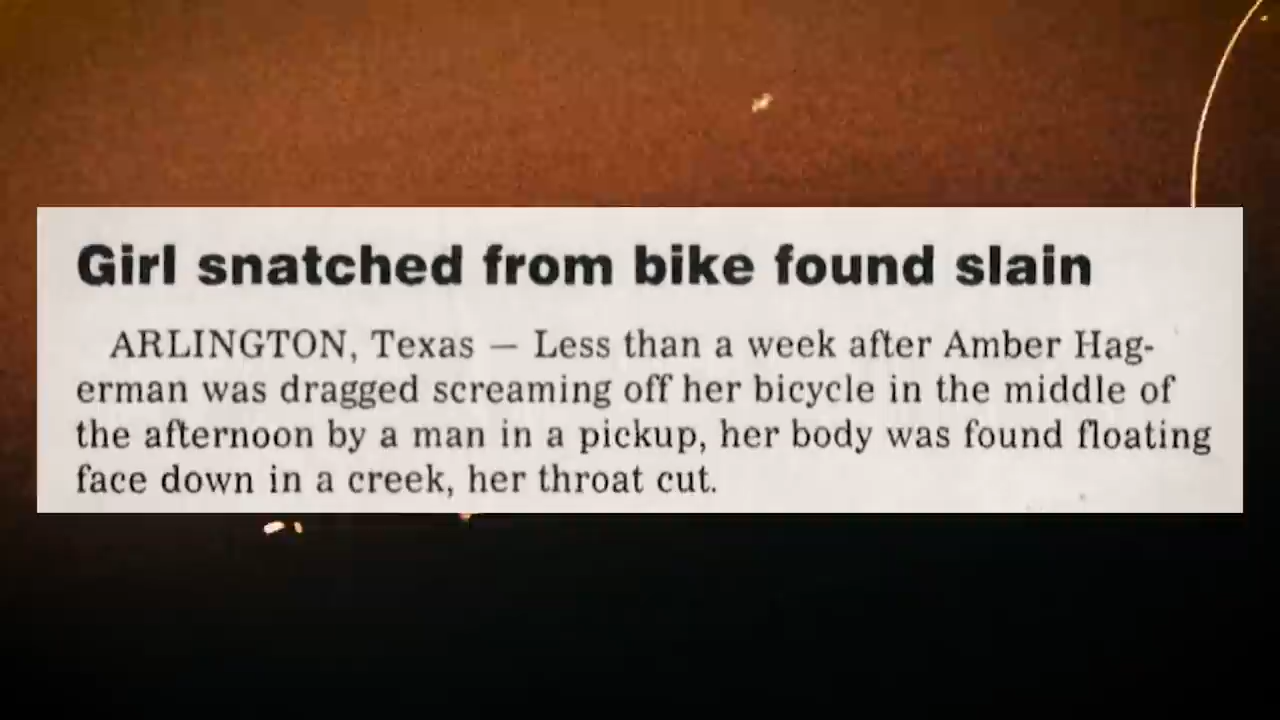 Girl snatched from bike found slain
ARLINGTON, Texas — Less than a week after Amber Hag-
erman was dragged screaming off her bicycle in the middle of
the afternoon by a man in a pickup, her body was found floating
face down in a creek, her throat cut.